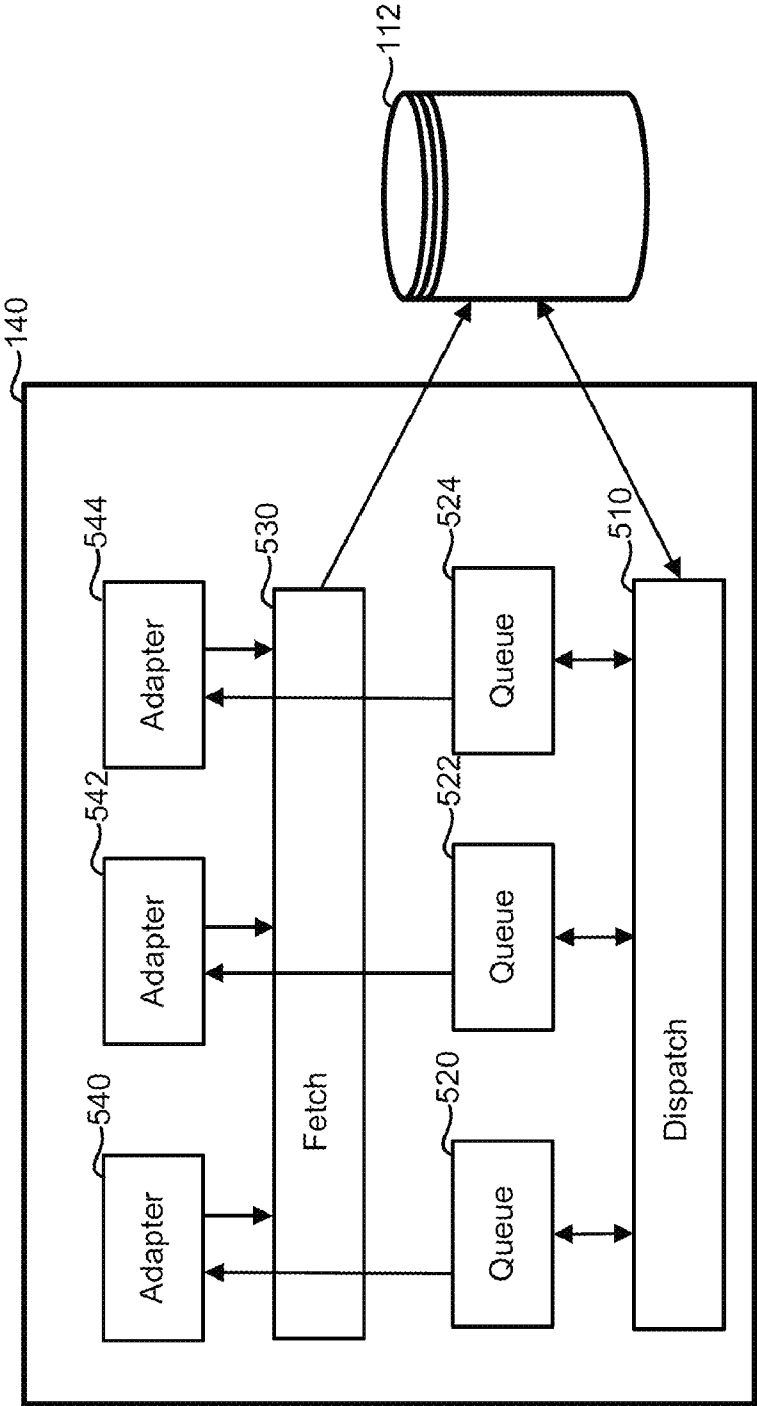 140
112
540
542
544
Adapter
Adapter
Adapter
530
Fetch
520
522
524
Queue
Queue
Queue
510
Dispatch